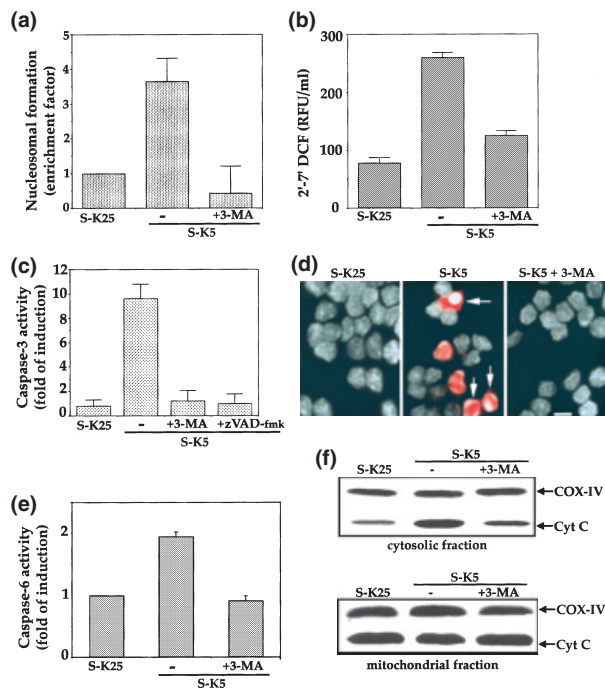 (a)
Nucleosomal formation
(enrichment factor)
5
4
3
2
1
0
S-K25
-
+3-MA
S-K5
(b)
2'-7' DCF (RFU/ml)
300
200
100
0
S-K25
-
+3-MA
S-K5
(c)
Caspase-3 activity
(fold of induction)
12
10
8
6
4
2
0
S-K25
-
+3-MA
+zVAD-fmk
S-K5
(d)
S-K25
S-K5
S-K5 + 3-MA
(e)
Caspase-6 activity
(fold of induction)
2
1
0
S-K25
-
+3-MA
S-K5
(f)
S-K5
S-K25
-
+3-MA
COX-IV
Cyt C
cytosolic fraction
S-K5
S-K25
-
+3-MA
COX-IV
Cyt C
mitochondrial fraction